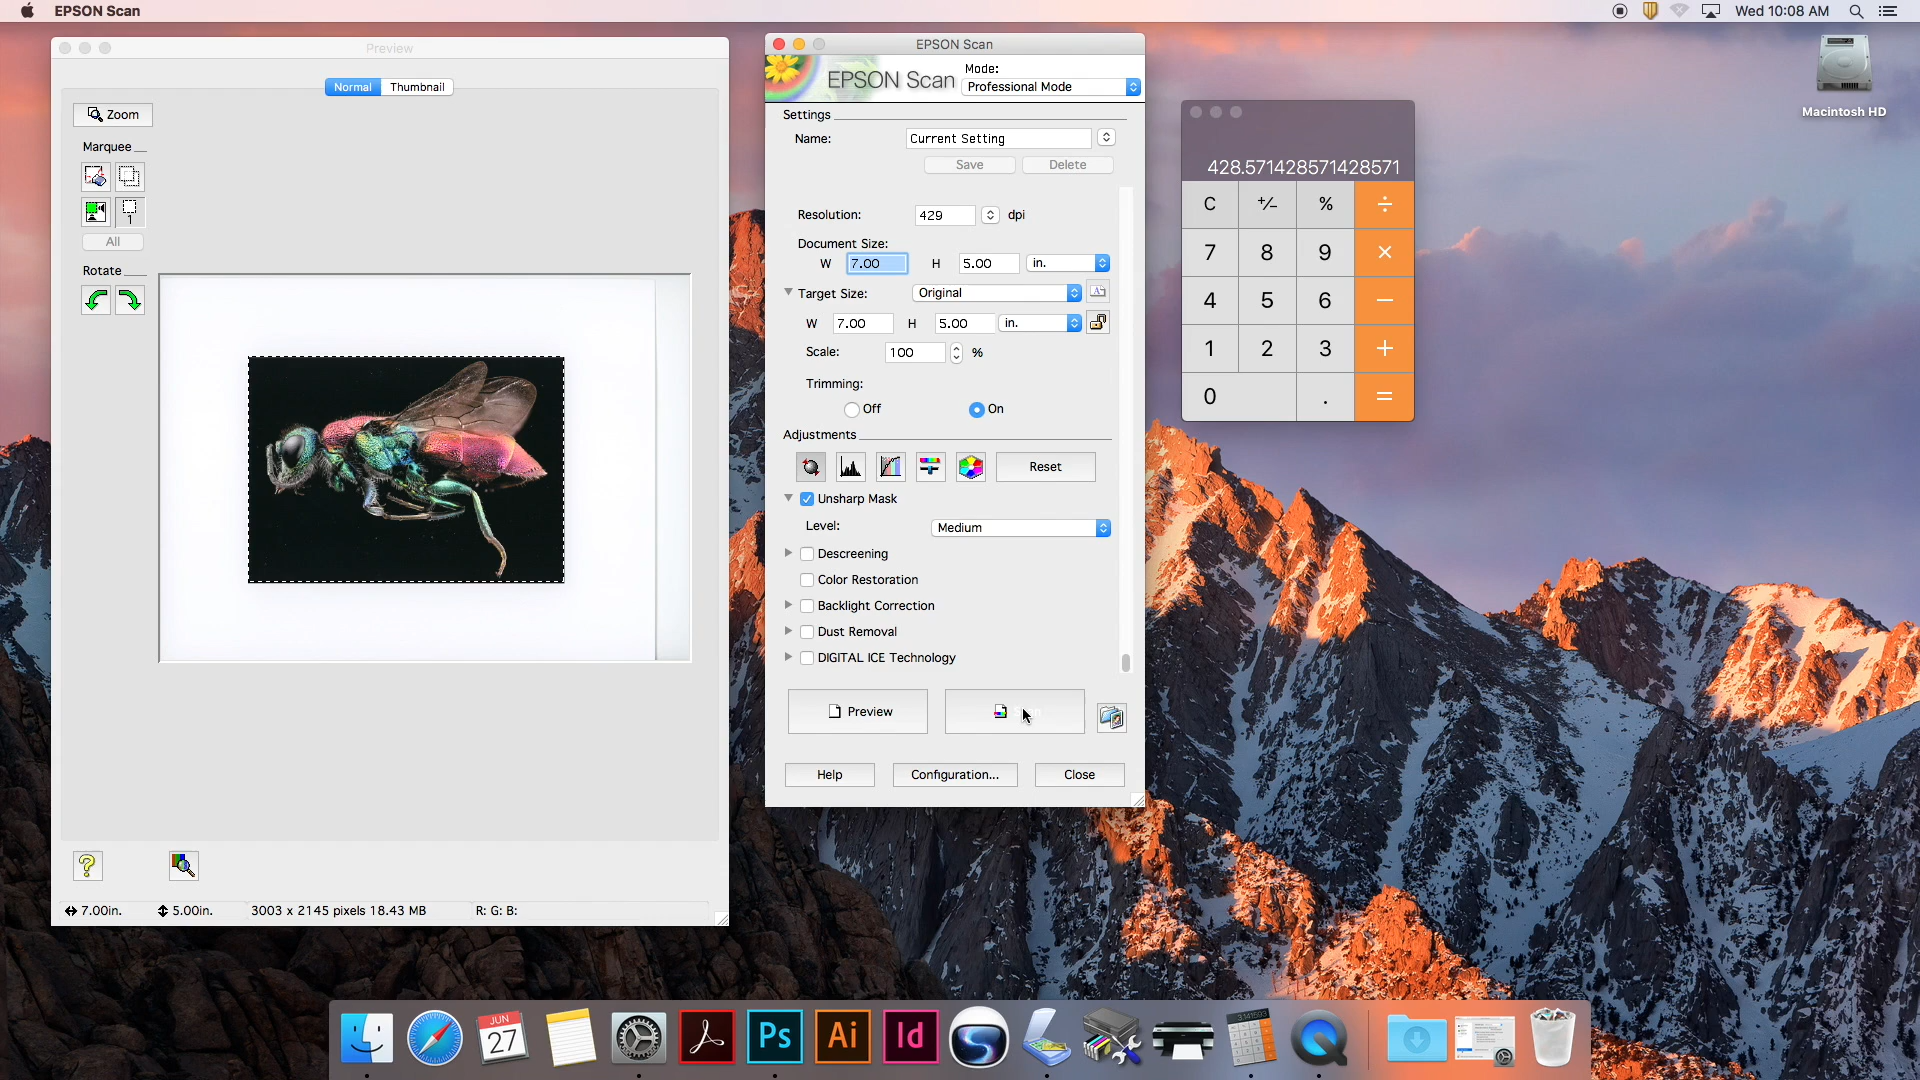 EPSON Scan
Wed 10:08 AM
Preview
Normal
Thumbnail
Zoom
Marquee
1
All
Rotate
7.00in.
5.00in.
3003 x 2145 pixels 18.43 MB
R: G: B:
EPSON Scan
EPSON Scan
Mode:
Professional Mode
Settings
Name:
Current Setting
Save
Delete
Resolution:
429
dpi
Document Size:
W 7.00 H 5.00 in.
Target Size:
Original
W 7.00 H 5.00 in.
Scale:
100
%
Trimming:
Off
On
Adjustments
Reset
Unsharp Mask
Level:
Medium
Descreening
Color Restoration
Backlight Correction
Dust Removal
DIGITAL ICE Technology
Preview
Help
Configuration...
Close
428.571428571428571
C +/- % ÷
7 8 9 ×
4 5 6 −
1 2 3 +
0 . =
Macintosh HD
JUN
27
Ps
Ai
Id